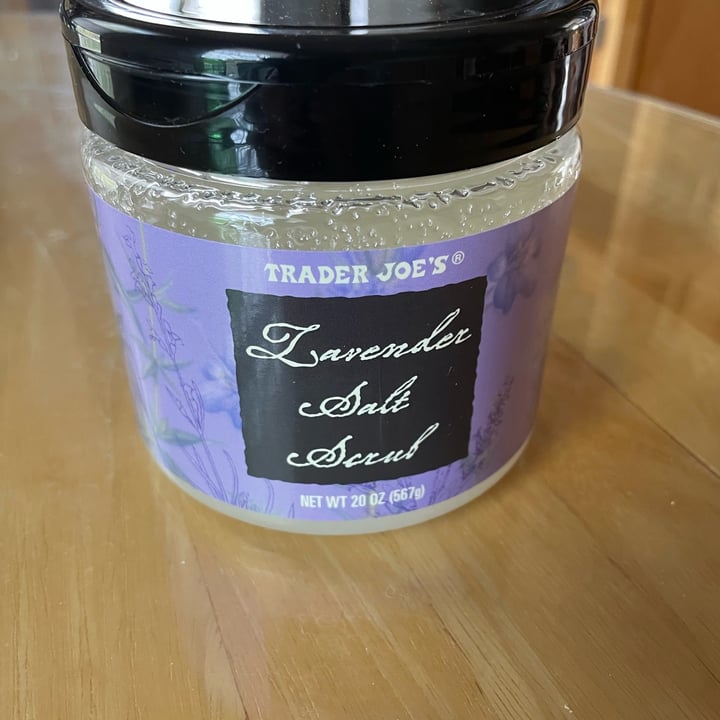 TRADER JOE'S®
Lavender
Salt
Scrub
NET WT 20 OZ (567g)